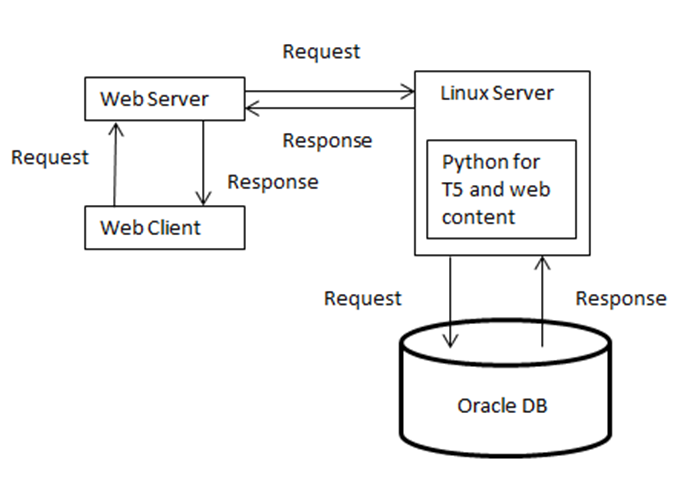 Request
Web Server
Linux Server
Response
Request
Python for
T5 and web
content
Response
Web Client
Request
Response
Oracle DB